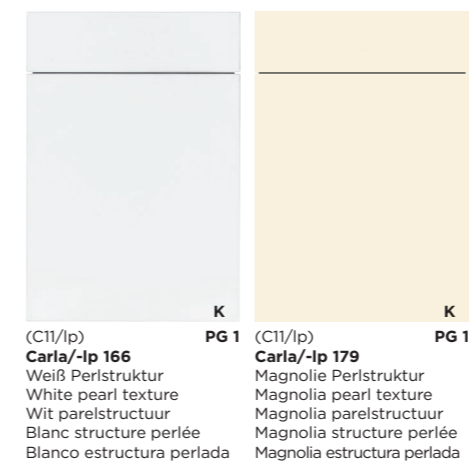 K
(C11/lp) PG 1
Carla/-lp 166
Weiß Perlstruktur
White pearl texture
Wit parelstructuur
Blanc structure perlée
Blanco estructura perlada
K
(C11/lp) PG 1
Carla/-lp 179
Magnolie Perlstruktur
Magnolia pearl texture
Magnolia parelstructuur
Magnolia structure perlée
Magnolia estructura perlada